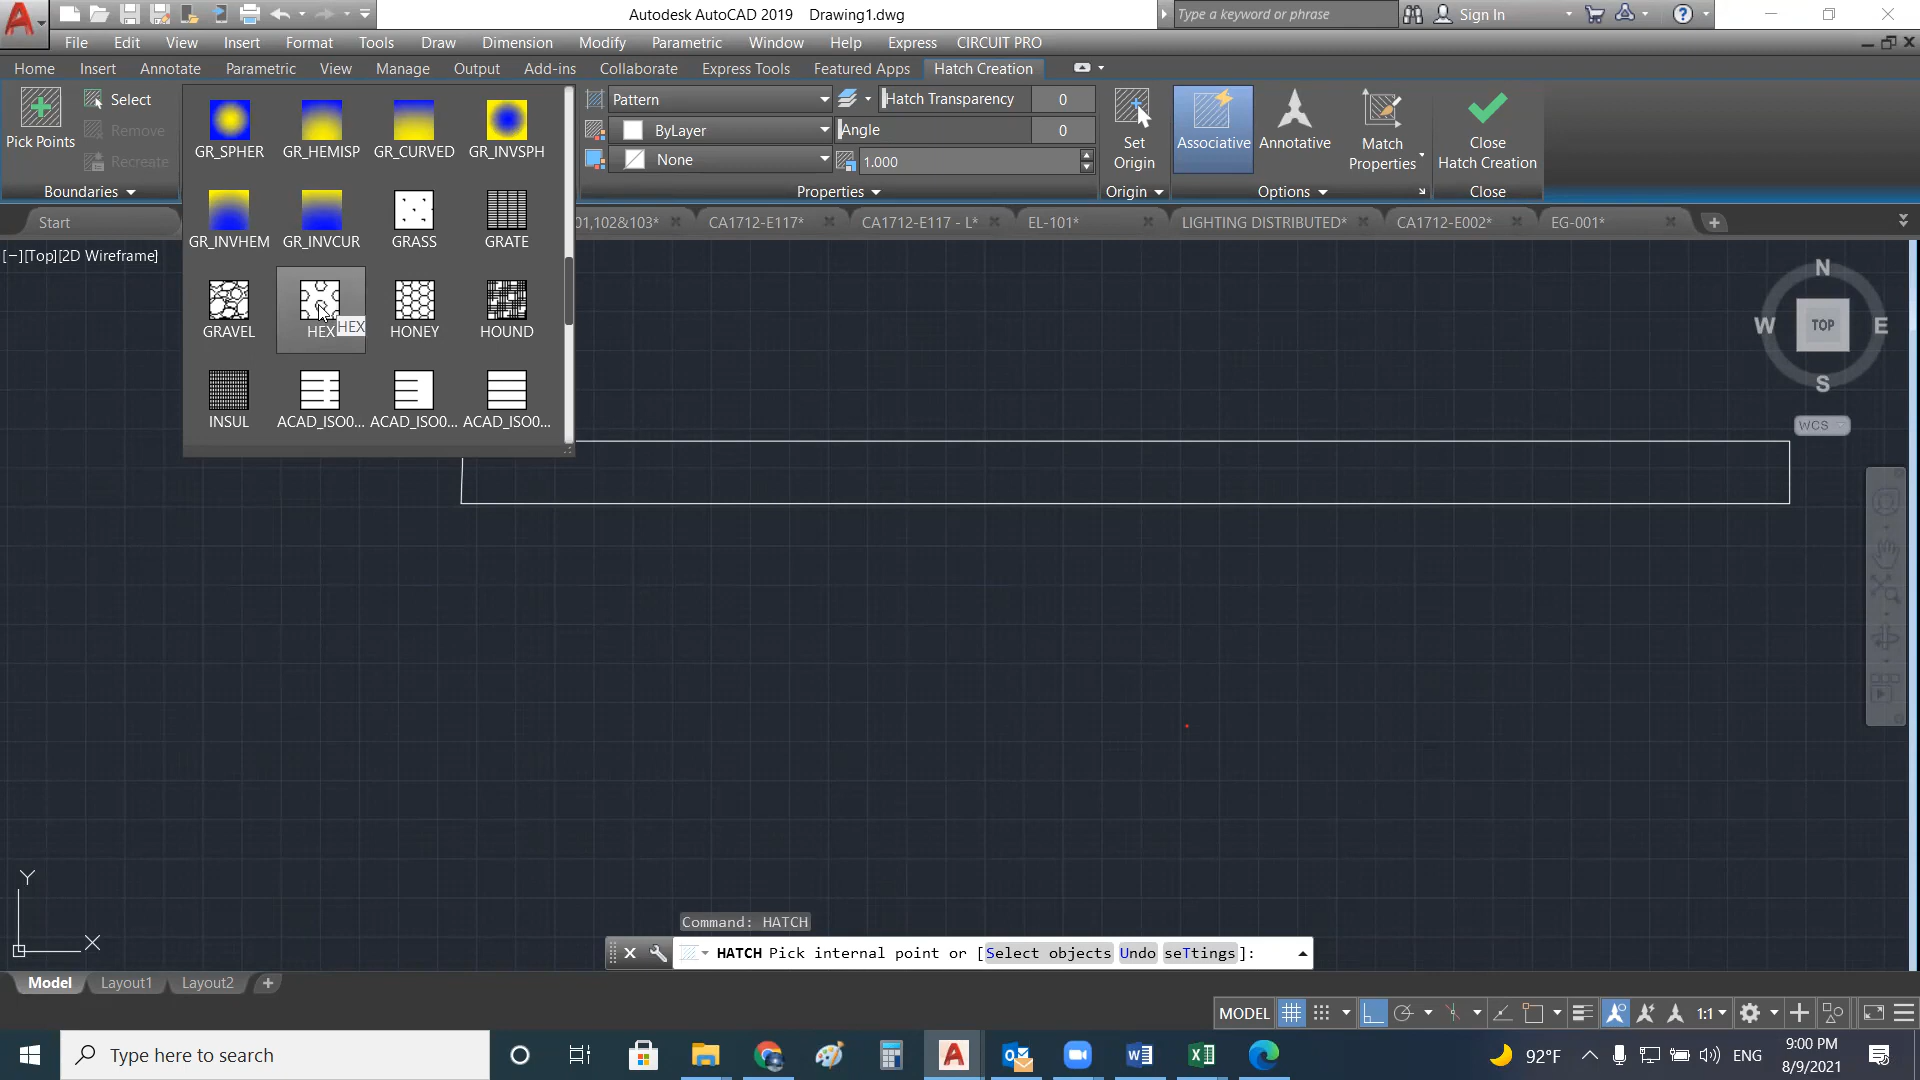 Autodesk AutoCAD 2019 Drawing1.dwg
Type a keyword or phrase
Sign In
File Edit View Insert Format Tools Draw Dimension Modify Parametric Window Help Express CIRCUIT PRO
Home Insert Annotate Parametric View Manage Output Add-ins Collaborate Express Tools Featured Apps Hatch Creation
Pick Points
Select
Remove
Recreate
Boundaries
GR_SPHER GR_HEMISP GR_CURVED GR_INVSPH
GR_INVHEM GR_INVCUR GRASS GRATE
GRAVEL HEX HONEY HOUND
HEX
INSUL ACAD_ISO0... ACAD_ISO0... ACAD_ISO0...
Pattern
Hatch Transparency 0
ByLayer
Angle 0
None
1.000
Properties
Set
Origin
Origin
Associative
Annotative
Match
Properties
Options
Close
Hatch Creation
Close
Start
01,102&103* CA1712-E117* CA1712-E117 - L* EL-101* LIGHTING DISTRIBUTED* CA1712-E002* EG-001*
[−][Top][2D Wireframe]
N
W TOP E
S
WCS
Y
X
Command: HATCH
HATCH Pick internal point or [Select objects Undo seTtings]:
Model Layout1 Layout2
MODEL 1:1
Type here to search
92°F ENG
9:00 PM
8/9/2021